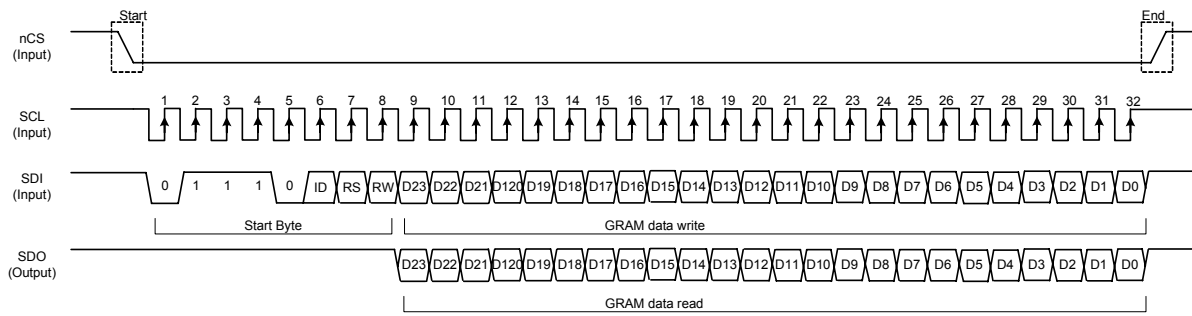 Start End
nCS
(Input)
1 2 3 4 5 6 7 8 9 10 11 12 13 14 15 16 17 18 19 20 21 22 23 24 25 26 27 28 29 30 31 32
SCL
(Input)
SDI
(Input)
0 1 1 1 0 ID RS RW D23 D22 D21 D120 D19 D18 D17 D16 D15 D14 D13 D12 D11 D10 D9 D8 D7 D6 D5 D4 D3 D2 D1 D0
Start Byte GRAM data write
SDO
(Output)
D23 D22 D21 D120 D19 D18 D17 D16 D15 D14 D13 D12 D11 D10 D9 D8 D7 D6 D5 D4 D3 D2 D1 D0
GRAM data read